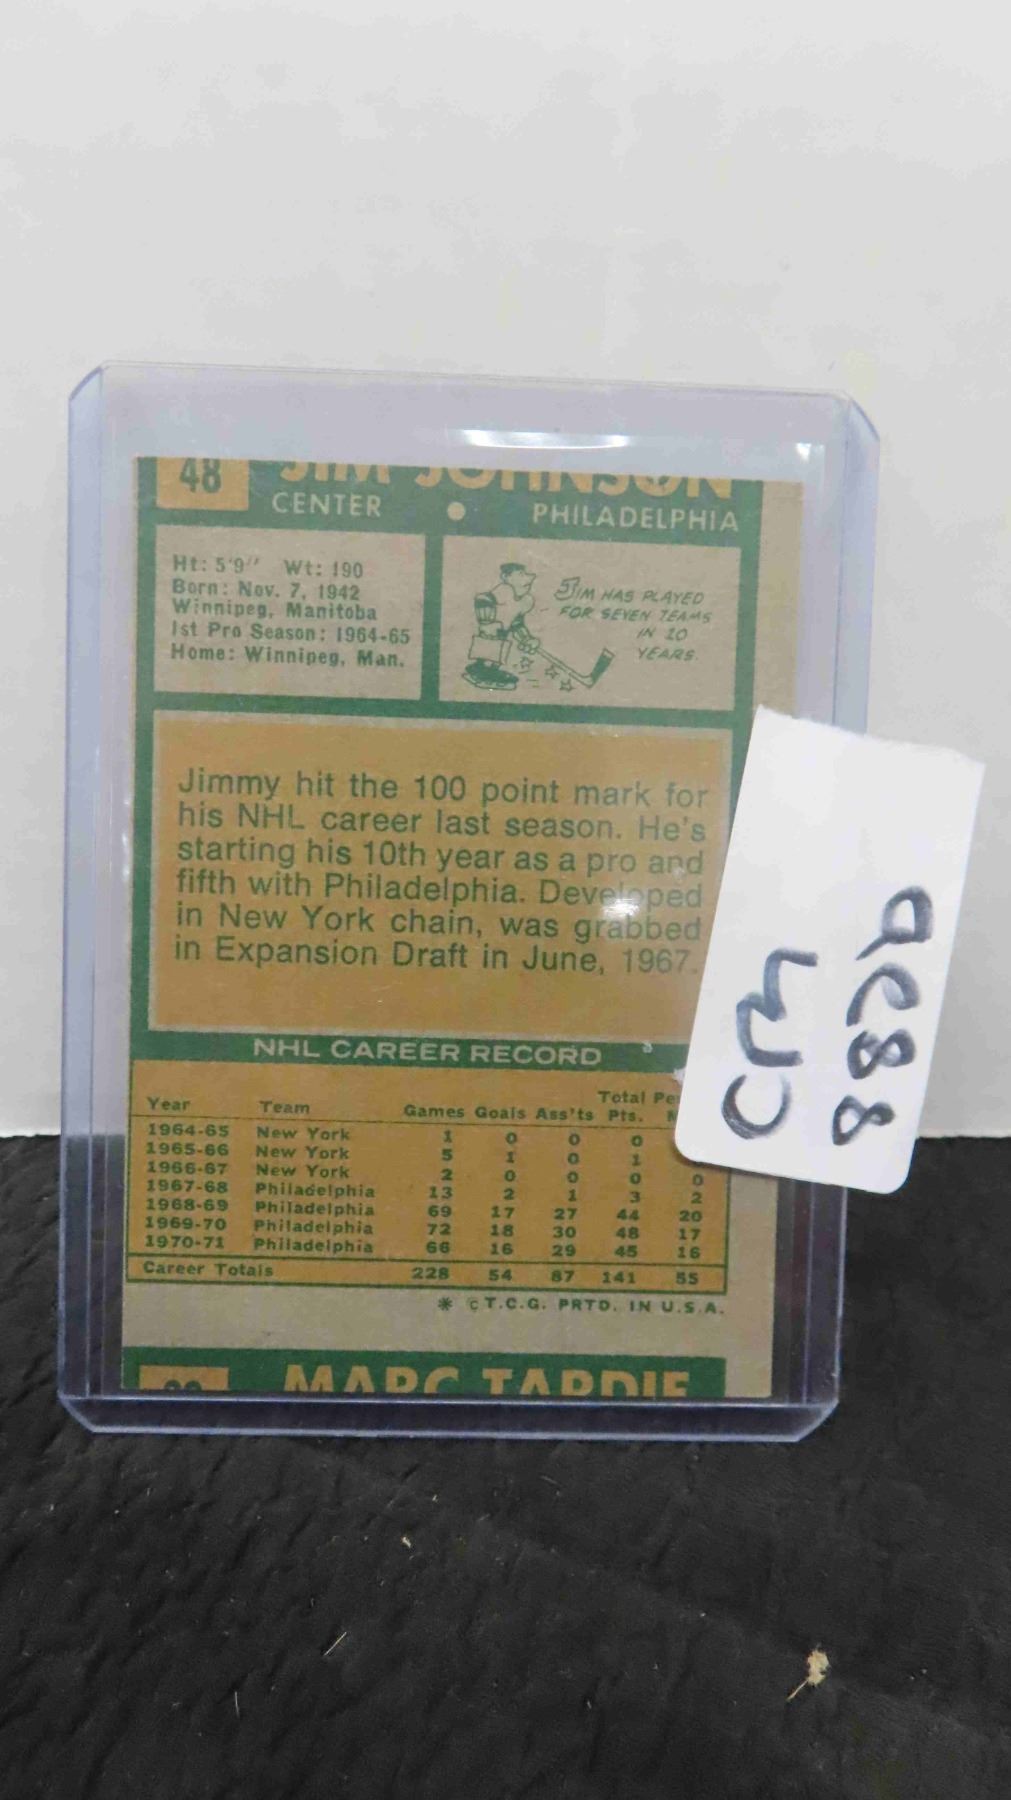 48 JIM JOHNSON
CENTER • PHILADELPHIA
Ht: 5'9" Wt: 190
Born: Nov. 7, 1942
Winnipeg, Manitoba
1st Pro Season: 1964-65
Home: Winnipeg, Man.
JIM HAS PLAYED
FOR SEVEN TEAMS
IN 10
YEARS.
Jimmy hit the 100 point mark for
his NHL career last season. He's
starting his 10th year as a pro and
fifth with Philadelphia. Developed
in New York chain, was grabbed
in Expansion Draft in June, 1967.
NHL CAREER RECORD
Year Team Games Goals Ass'ts Total Pts.
1964-65 New York 1 0 0 0
1965-66 New York 5 1 0 1
1966-67 New York 2 0 0 0 0
1967-68 Philadelphia 13 2 1 3 2
1968-69 Philadelphia 69 17 27 44 20
1969-70 Philadelphia 72 18 30 48 17
1970-71 Philadelphia 66 16 29 45 16
Career Totals 228 54 87 141 55
* © T.C.G. PRTD. IN U.S.A.
MARC TARDIF
CM